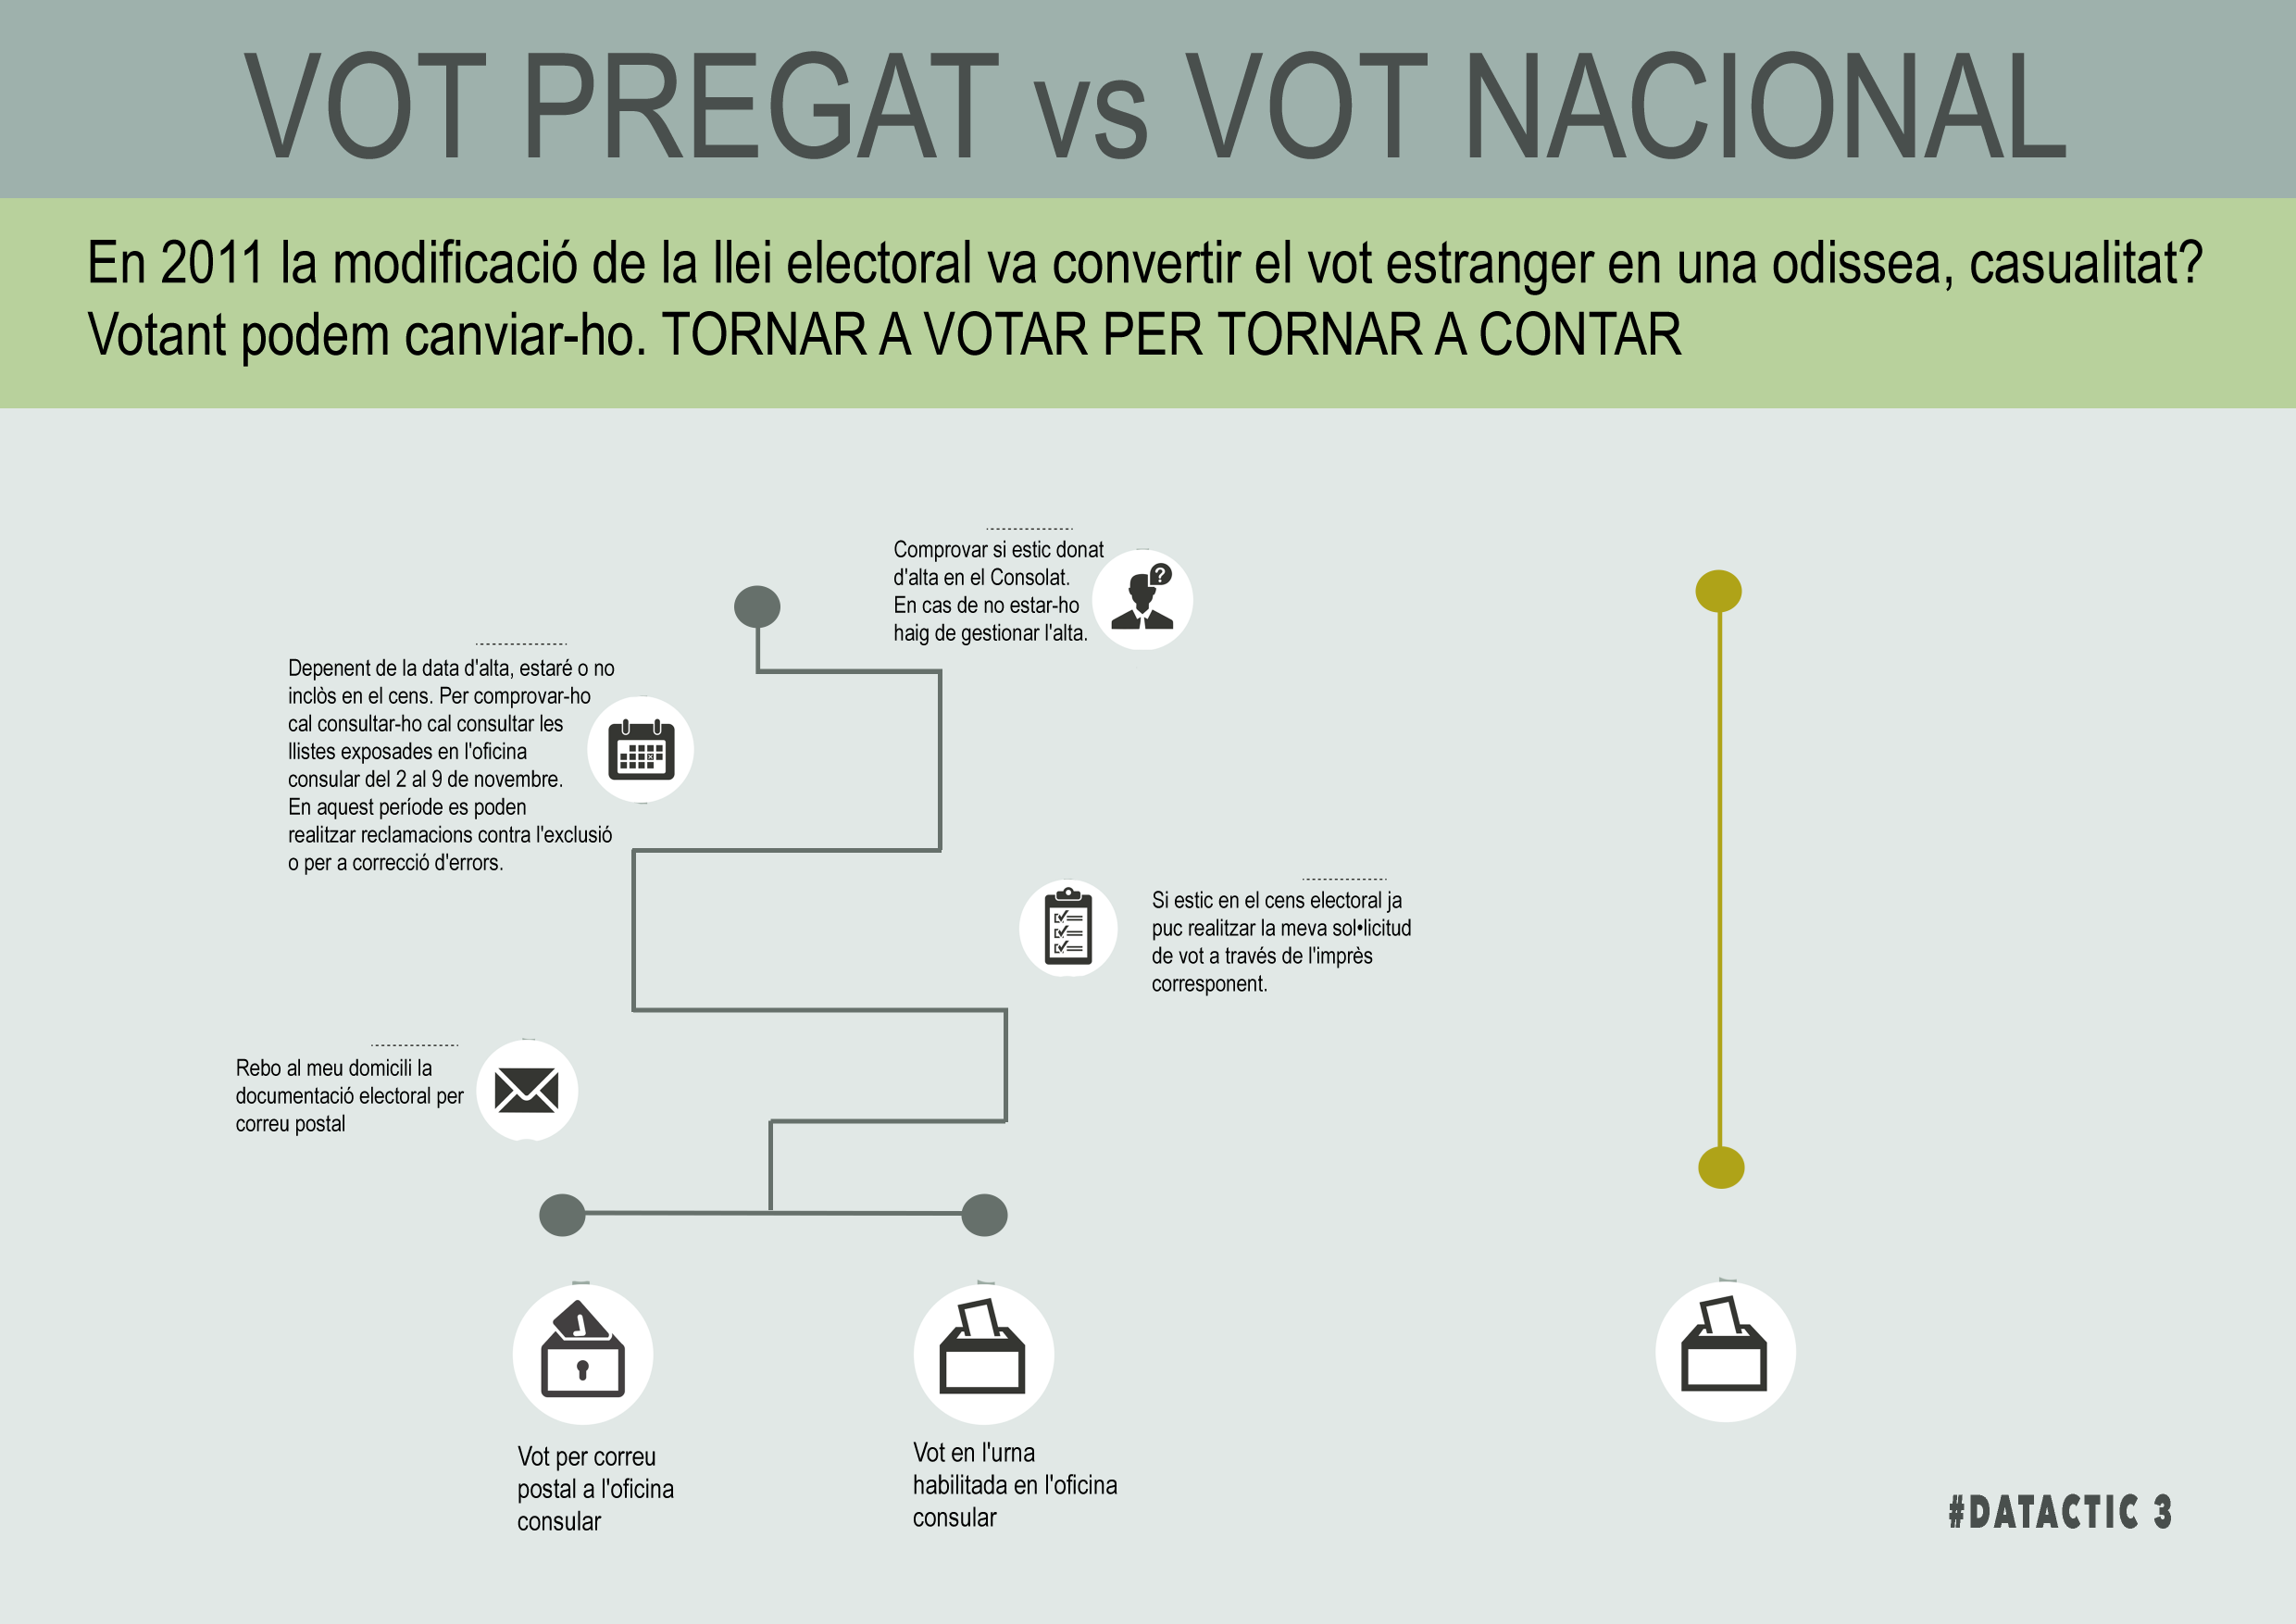 VOT PREGAT vs VOT NACIONAL
En 2011 la modificació de la llei electoral va convertir el vot estranger en una odissea, casualitat?
Votant podem canviar-ho. TORNAR A VOTAR PER TORNAR A CONTAR
Comprovar si estic donat
d'alta en el Consolat.
En cas de no estar-ho
haig de gestionar l'alta.
?
Depenent de la data d'alta, estaré o no
inclòs en el cens. Per comprovar-ho
cal consultar-ho cal consultar les
llistes exposades en l'oficina
consular del 2 al 9 de novembre.
En aquest període es poden
realitzar reclamacions contra l'exclusió
o per a correcció d'errors.
Si estic en el cens electoral ja
puc realitzar la meva sol•licitud
de vot a través de l'imprès
corresponent.
Rebo al meu domicili la
documentació electoral per
correu postal
Vot per correu
postal a l'oficina
consular
Vot en l'urna
habilitada en l'oficina
consular
#DATACTIC 3